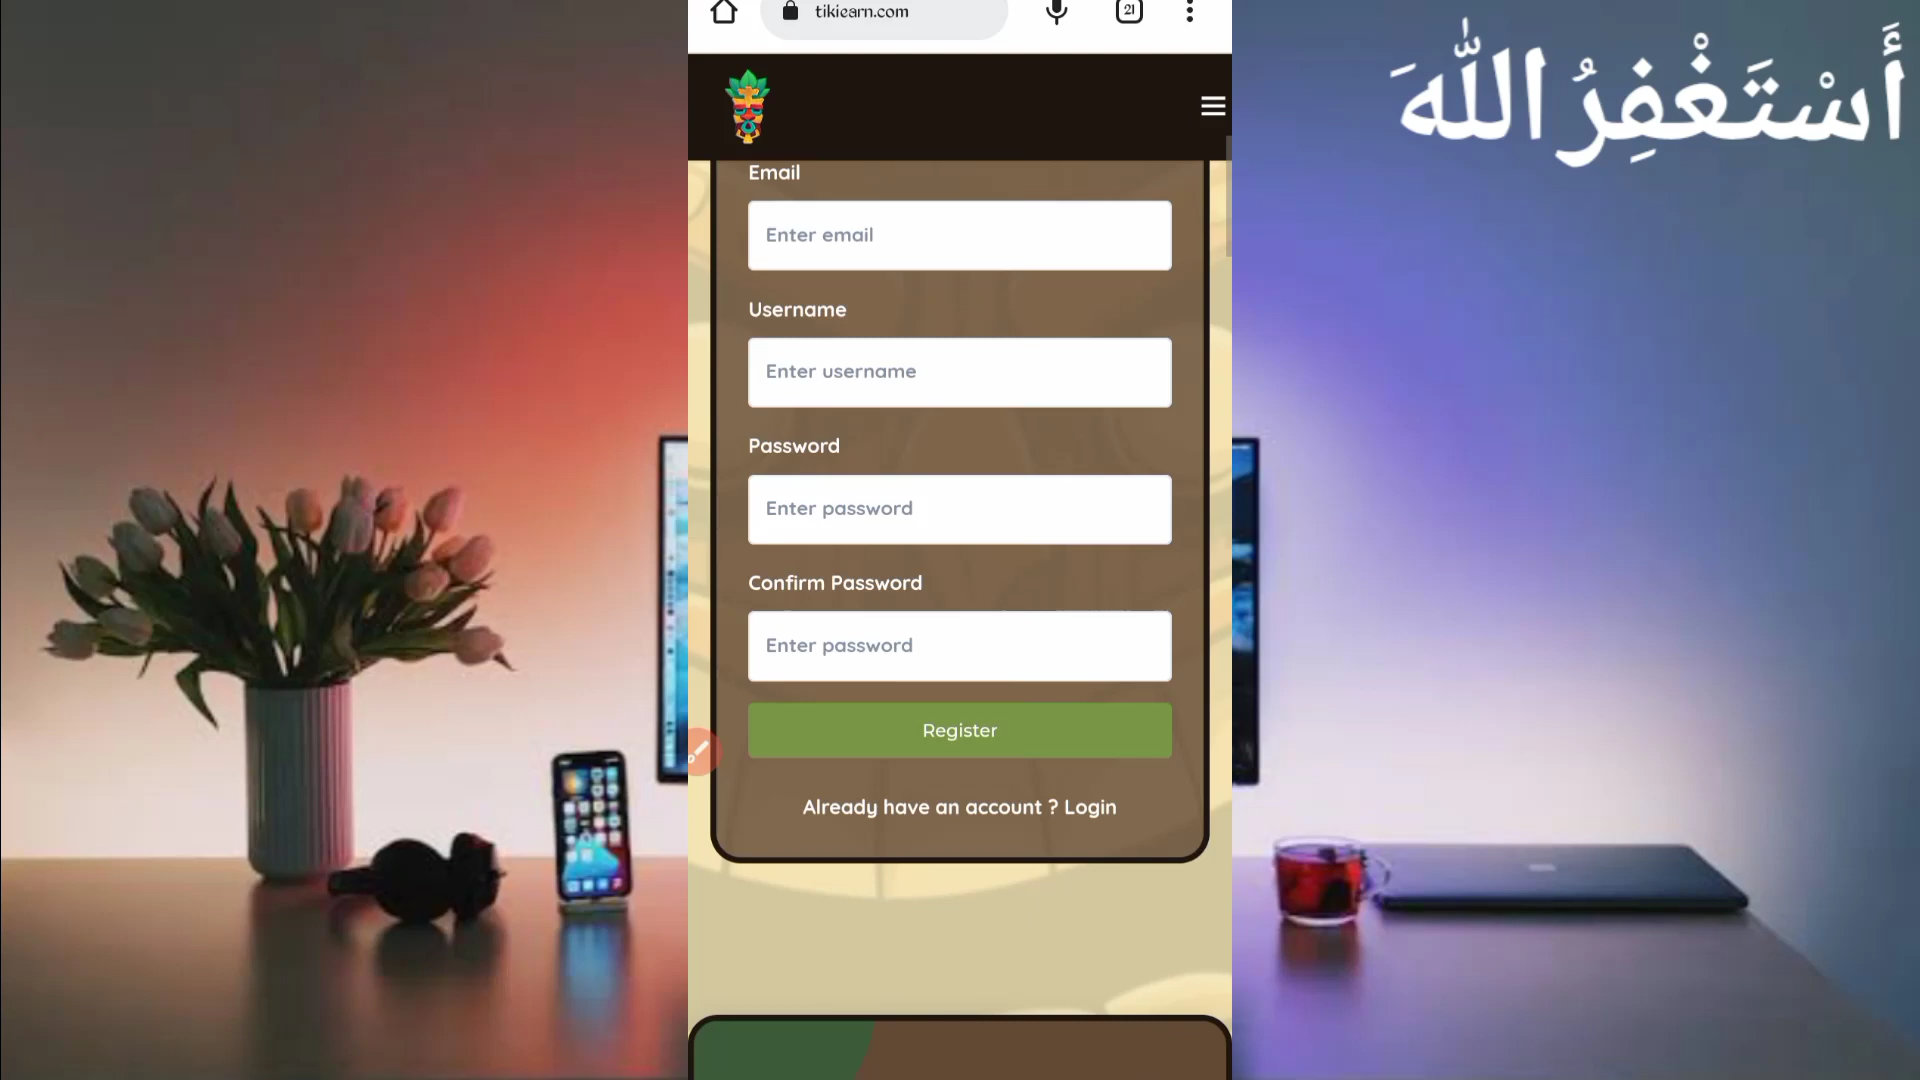 tikiearn.com
21
أَسْتَغْفِرُ اللّٰهَ
Email
Enter email
Username
Enter username
Password
Enter password
Confirm Password
Enter password
Register
Already have an account ? Login